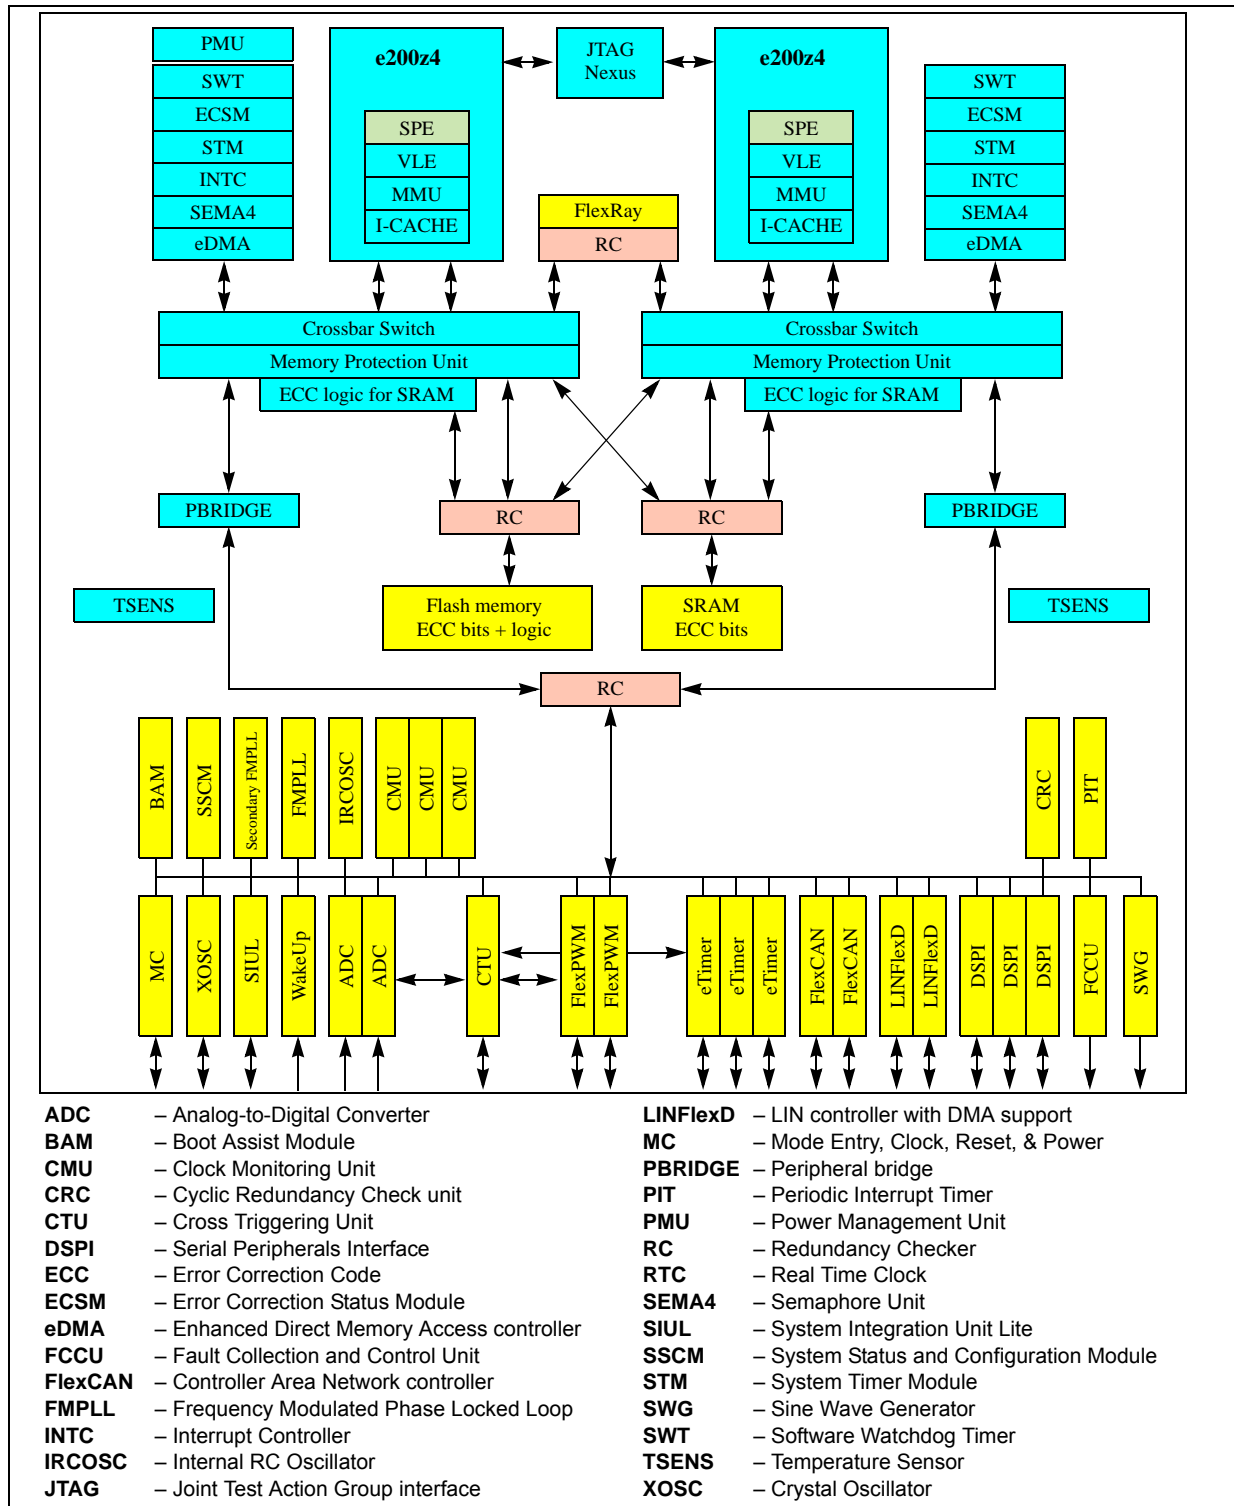 PMU
SWT
ECSM
STM
INTC
SEMA4
eDMA
e200z4
SPE
VLE
MMU
I-CACHE
JTAG
Nexus
FlexRay
RC
e200z4
SPE
VLE
MMU
I-CACHE
SWT
ECSM
STM
INTC
SEMA4
eDMA
Crossbar Switch
Memory Protection Unit
ECC logic for SRAM
Crossbar Switch
Memory Protection Unit
ECC logic for SRAM
PBRIDGE
RC
RC
PBRIDGE
TSENS
Flash memory
ECC bits + logic
SRAM
ECC bits
TSENS
RC
BAM
SSCM
Secondary FMPLL
FMPLL
IRCOSC
CMU
CMU
CMU
CRC
PIT
MC
XOSC
SIUL
WakeUp
ADC
ADC
CTU
FlexPWM
FlexPWM
eTimer
eTimer
eTimer
FlexCAN
FlexCAN
LINFlexD
LINFlexD
DSPI
DSPI
DSPI
FCCU
SWG
ADC – Analog-to-Digital Converter
BAM – Boot Assist Module
CMU – Clock Monitoring Unit
CRC – Cyclic Redundancy Check unit
CTU – Cross Triggering Unit
DSPI – Serial Peripherals Interface
ECC – Error Correction Code
ECSM – Error Correction Status Module
eDMA – Enhanced Direct Memory Access controller
FCCU – Fault Collection and Control Unit
FlexCAN – Controller Area Network controller
FMPLL – Frequency Modulated Phase Locked Loop
INTC – Interrupt Controller
IRCOSC – Internal RC Oscillator
JTAG – Joint Test Action Group interface
LINFlexD – LIN controller with DMA support
MC – Mode Entry, Clock, Reset, & Power
PBRIDGE – Peripheral bridge
PIT – Periodic Interrupt Timer
PMU – Power Management Unit
RC – Redundancy Checker
RTC – Real Time Clock
SEMA4 – Semaphore Unit
SIUL – System Integration Unit Lite
SSCM – System Status and Configuration Module
STM – System Timer Module
SWG – Sine Wave Generator
SWT – Software Watchdog Timer
TSENS – Temperature Sensor
XOSC – Crystal Oscillator